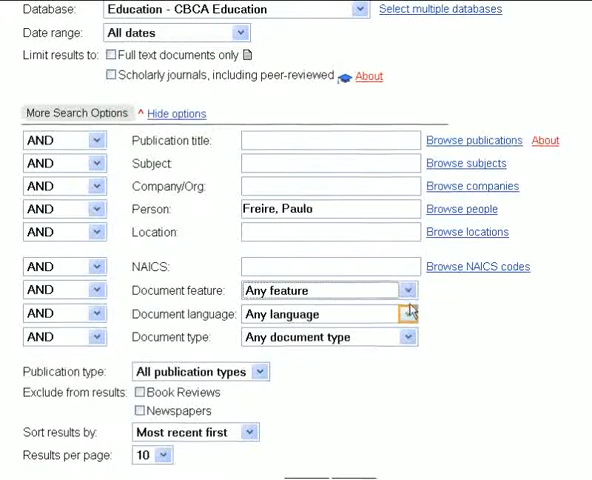 Database: Education - CBCA Education Select multiple databases
Date range: All dates
Limit results to: Full text documents only
Scholarly journals, including peer-reviewed About
More Search Options ^ Hide options
AND Publication title: Browse publications About
AND Subject: Browse subjects
AND Company/Org: Browse companies
AND Person: Freire, Paulo Browse people
AND Location: Browse locations
AND NAICS: Browse NAICS codes
AND Document feature: Any feature
AND Document language: Any language
AND Document type: Any document type
Publication type: All publication types
Exclude from results: Book Reviews
Newspapers
Sort results by: Most recent first
Results per page: 10